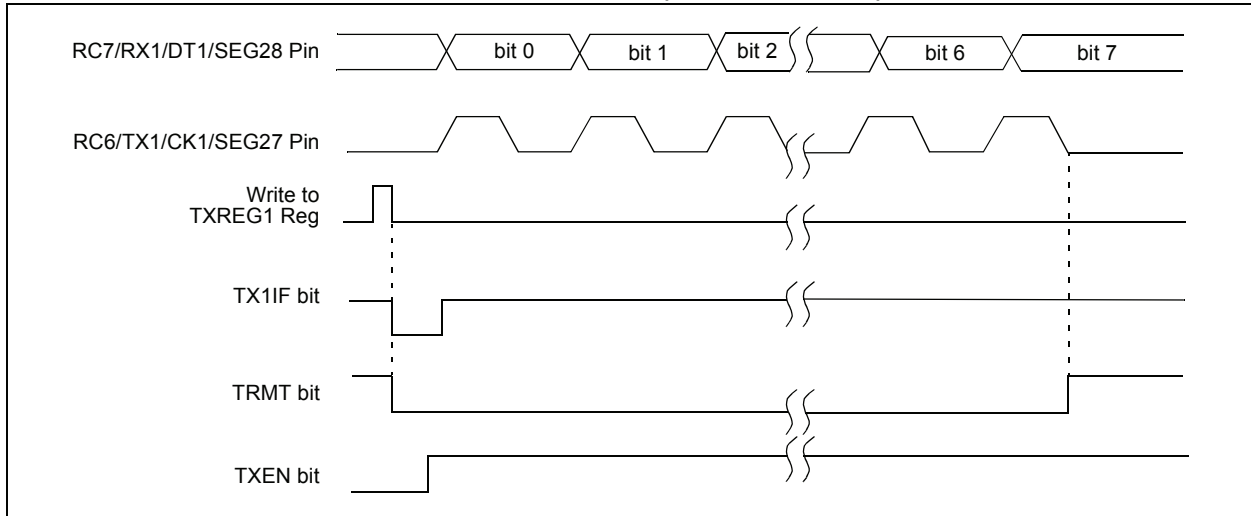 RC7/RX1/DT1/SEG28 Pin
bit 0
bit 1
bit 2
bit 6
bit 7
RC6/TX1/CK1/SEG27 Pin
Write to
TXREG1 Reg
TX1IF bit
TRMT bit
TXEN bit